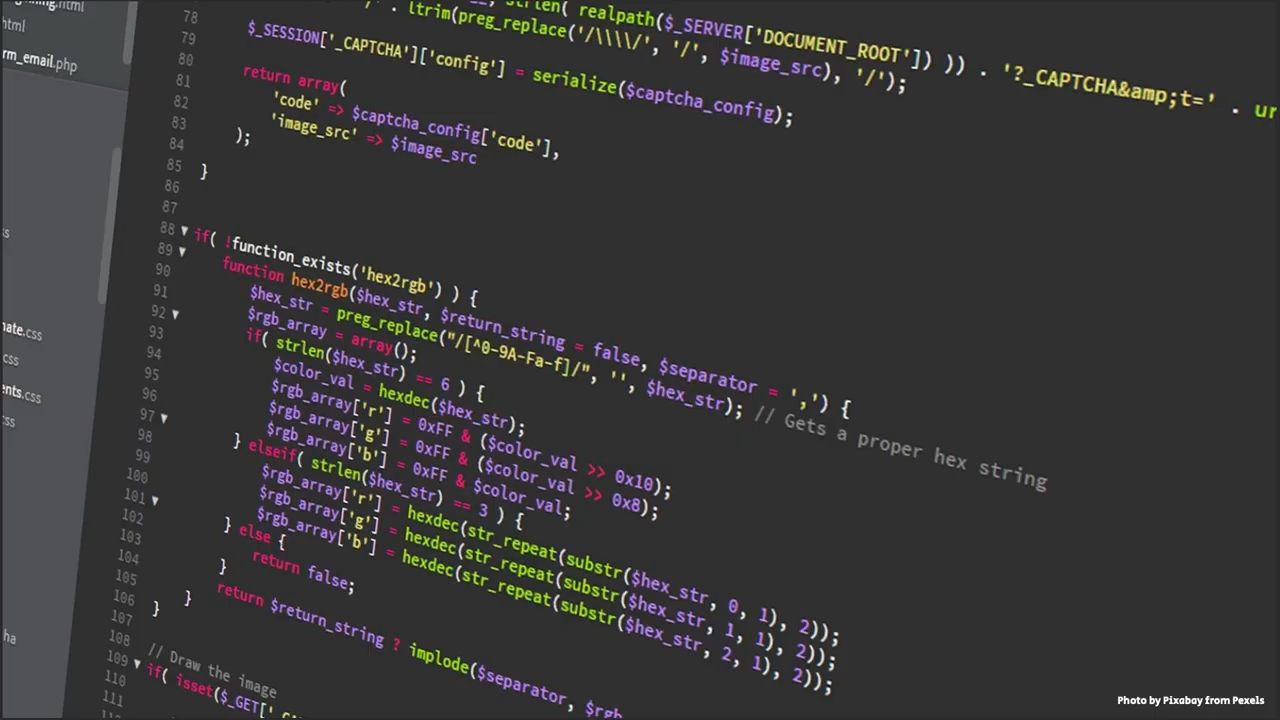 html
rm_email.php
css
css
css
css
78
79
80
81
82
83
84
85
86
87
88
89
90
91
92
93
94
95
96
97
98
99
100
101
102
103
104
105
106
107
108
109
110
111
strlen( realpath($_SERVER['DOCUMENT_ROOT']) )) . '?_CAPTCHA&amp;t=' . ur
'/' . ltrim(preg_replace('/\\\\/', '/', $image_src), '/');
$_SESSION['_CAPTCHA']['config'] = serialize($captcha_config);
return array(
'code' => $captcha_config['code'],
'image_src' => $image_src
);
}
if( !function_exists('hex2rgb') ) {
function hex2rgb($hex_str, $return_string = false, $separator = ',') {
$hex_str = preg_replace("/[^0-9A-Fa-f]/", '', $hex_str); // Gets a proper hex string
$rgb_array = array();
if( strlen($hex_str) == 6 ) {
$color_val = hexdec($hex_str);
$rgb_array['r'] = 0xFF & ($color_val >> 0x10);
$rgb_array['g'] = 0xFF & ($color_val >> 0x8);
$rgb_array['b'] = 0xFF & $color_val;
} elseif( strlen($hex_str) == 3 ) {
$rgb_array['r'] = hexdec(str_repeat(substr($hex_str, 0, 1), 2));
$rgb_array['g'] = hexdec(str_repeat(substr($hex_str, 1, 1), 2));
$rgb_array['b'] = hexdec(str_repeat(substr($hex_str, 2, 1), 2));
} else {
return false;
}
return $return_string ? implode($separator, $rgb
}
}
// Draw the image
if( isset($_GET['
Photo by Pixabay from Pexels